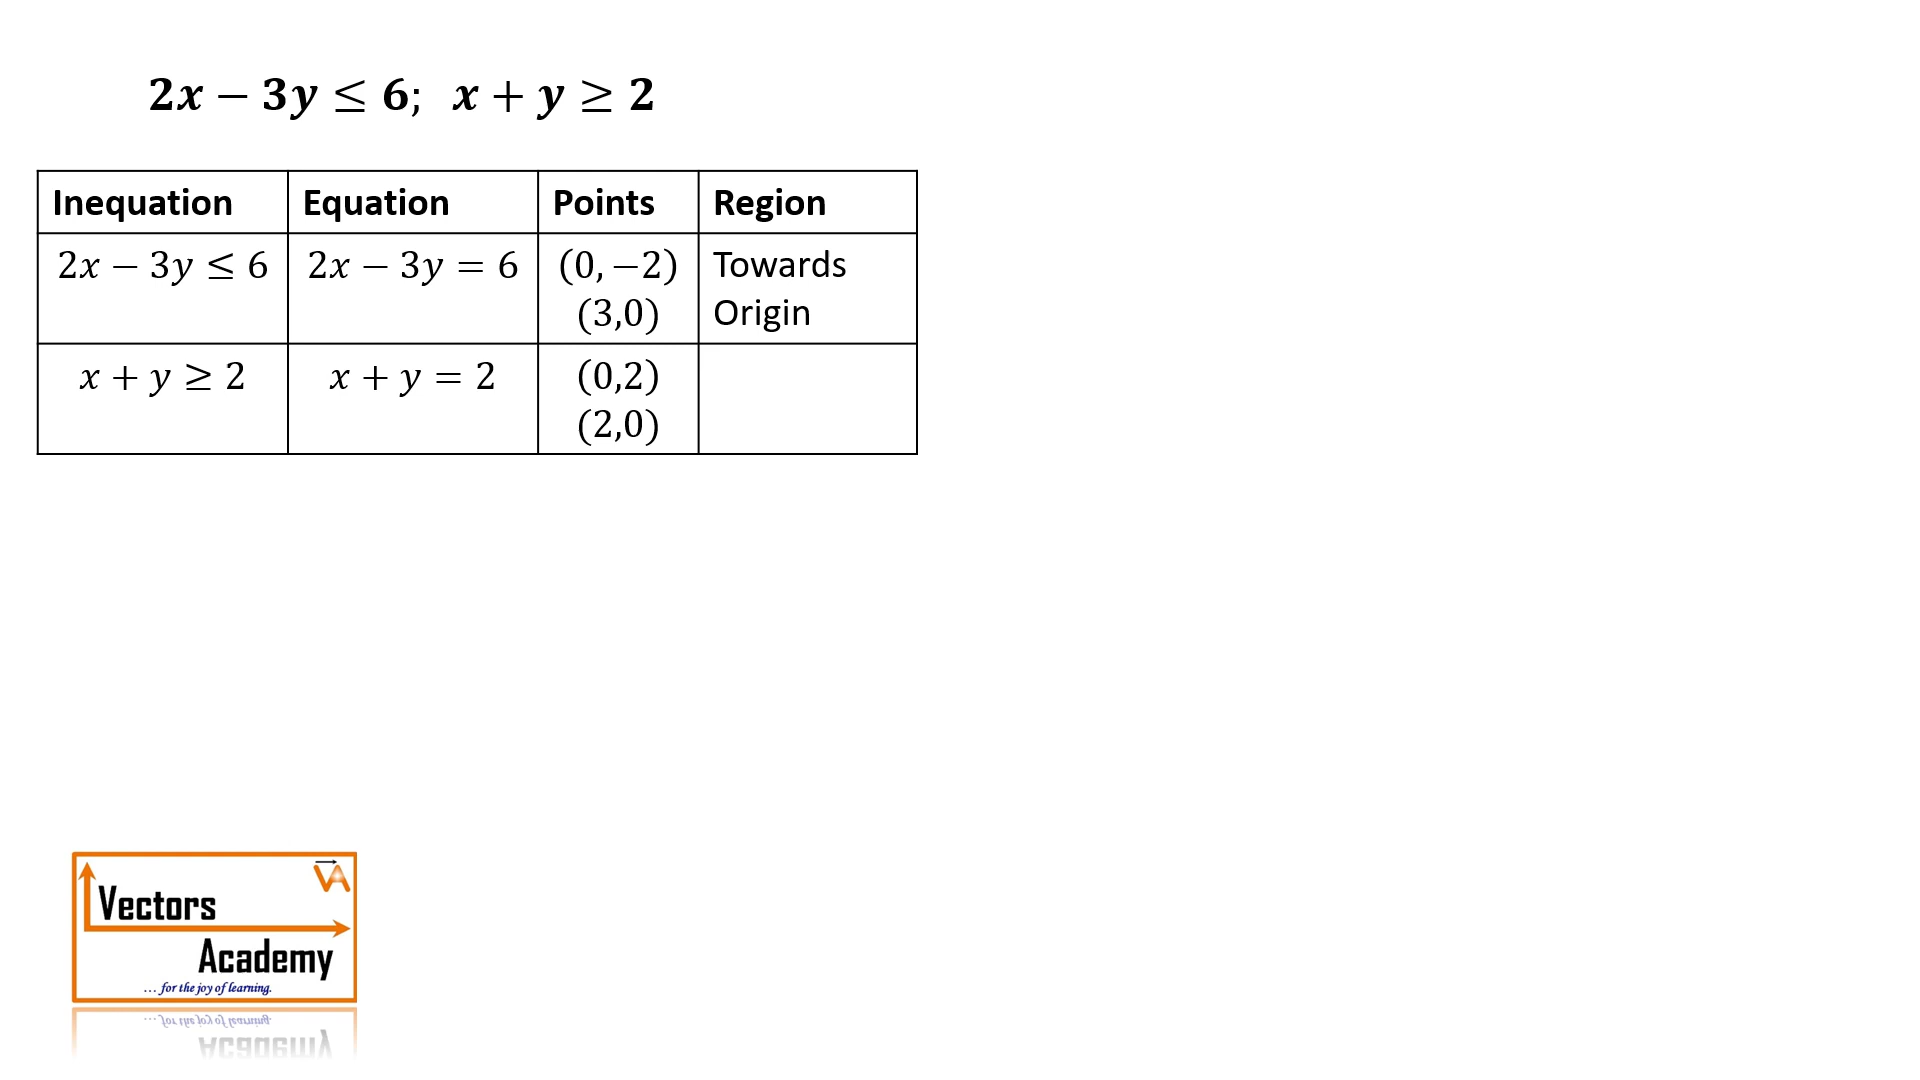 2x − 3y ≤ 6; x + y ≥ 2
Inequation Equation Points Region
2x − 3y ≤ 6 2x − 3y = 6 (0, −2) Towards
(3,0) Origin
x + y ≥ 2 x + y = 2 (0,2)
(2,0)
VA
Vectors
Academy
... for the joy of learning.